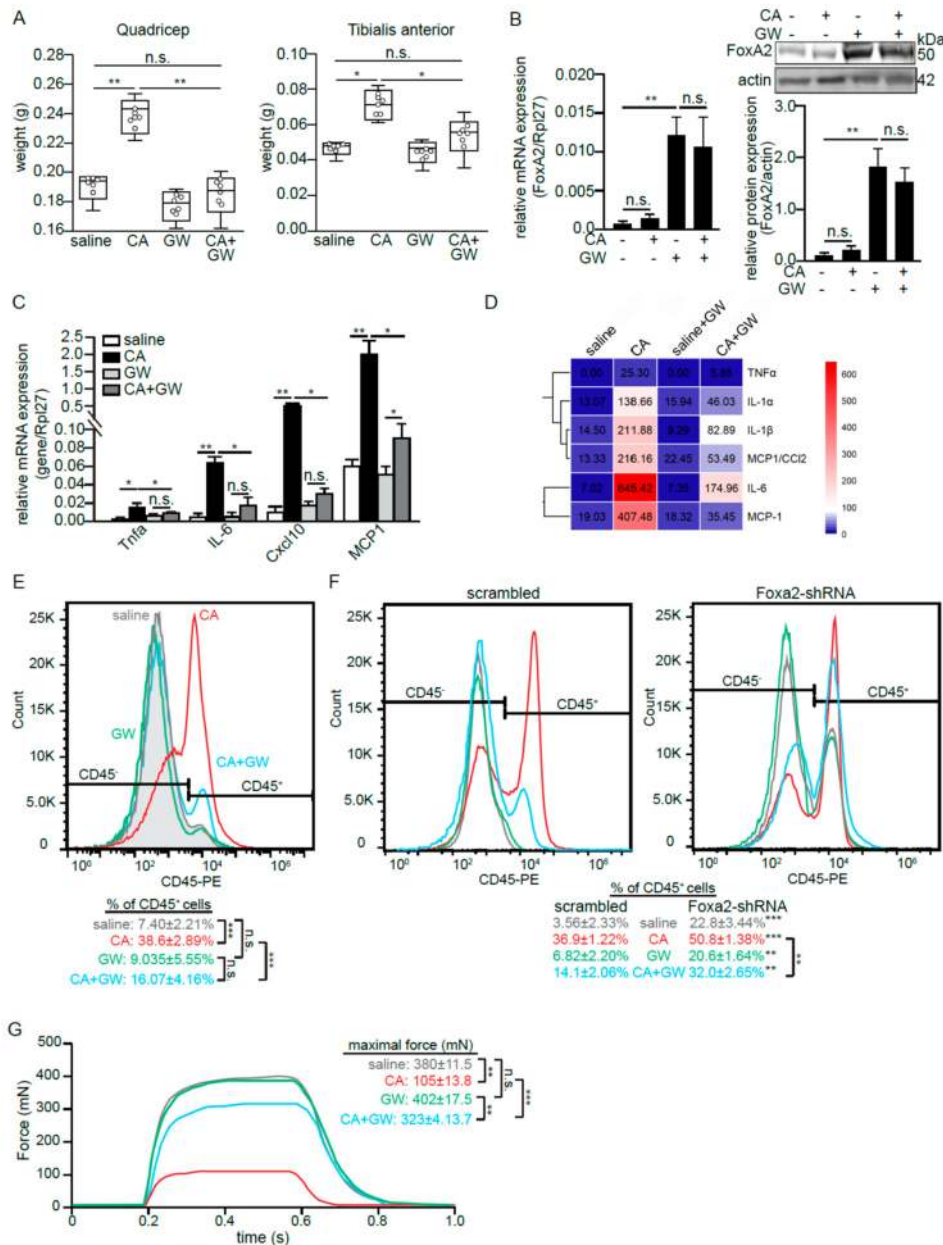 A
Quadricep
n.s.
** **
weight (g)
0.26
0.24
0.22
0.20
0.18
0.16
saline CA GW CA+
GW
Tibialis anterior
n.s.
* *
weight (g)
0.10
0.08
0.06
0.04
0.02
0.00
saline CA GW CA+
GW
B
relative mRNA expression
(FoxA2/Rpl27)
0.020
0.015
0.010
0.005
0.000
** n.s.
n.s.
CA - + - +
GW - - + +
CA - + - +
GW - - + +
kDa
FoxA2 50
actin 42
relative protein expression
(FoxA2/actin)
3.0
2.0
1.0
0.0
** n.s.
n.s.
CA - + - +
GW - - + +
C
relative mRNA expression
(gene/Rpl27)
2.5
2.0
1.5
1.0
0.5
0.10
0.08
0.06
0.04
0.02
0.00
saline
CA
GW
CA+GW
* * n.s.
** * n.s.
** * n.s.
** * *
Tnfa IL-6 Cxcl10 MCP1
D
saline CA saline+GW CA+GW
0.00 25.30 0.00 5.85 TNFα
13.07 138.66 15.94 46.03 IL-1α
14.50 211.88 9.29 82.89 IL-1β
13.33 216.16 22.45 53.49 MCP1/CCl2
7.02 645.42 7.35 174.96 IL-6
19.03 407.48 18.32 35.45 MCP-1
600
500
400
300
200
100
0
E
Count
25K
20K
15K
10K
5.0K
0
saline
CA
GW
CA+GW
CD45⁻
CD45⁺
10⁰ 10² 10⁴ 10⁶
CD45-PE
% of CD45⁺ cells
saline: 7.40±2.21%
CA: 38.6±2.89%
GW: 9.035±5.55%
CA+GW: 16.07±4.16%
***
n.s.
n.s.
***
F
scrambled
Count
25K
20K
15K
10K
5.0K
0
CD45⁻
CD45⁺
10⁰ 10² 10⁴ 10⁶
CD45-PE
Foxa2-shRNA
Count
25K
20K
15K
10K
5.0K
0
CD45⁻
CD45⁺
10⁰ 10² 10⁴ 10⁶
CD45-PE
% of CD45⁺ cells
scrambled Foxa2-shRNA
3.56±2.33% saline 22.8±3.44%***
36.9±1.22% CA 50.8±1.38%***
6.82±2.20% GW 20.6±1.64%**
14.1±2.06% CA+GW 32.0±2.65%**
**
G
Force (mN)
500
400
300
200
100
0
0 0.2 0.4 0.6 0.8 1.0
time (s)
maximal force (mN)
saline: 380±11.5
CA: 105±13.8
GW: 402±17.5
CA+GW: 323±4.13.7
**
n.s.
**
***